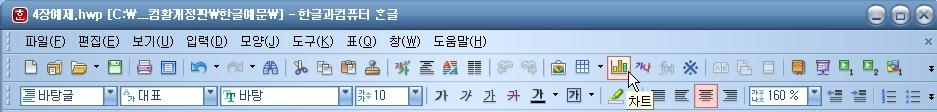 4장예제.hwp [C:\__컴활개정판\한글예문\] - 한글과컴퓨터 한글
파일(F) 편집(E) 보기(U) 입력(D) 모양(J) 도구(K) 표(Q) 창(W) 도움말(H)
바탕글 대표 바탕 10 가 가 가 가 가 160 %
차트